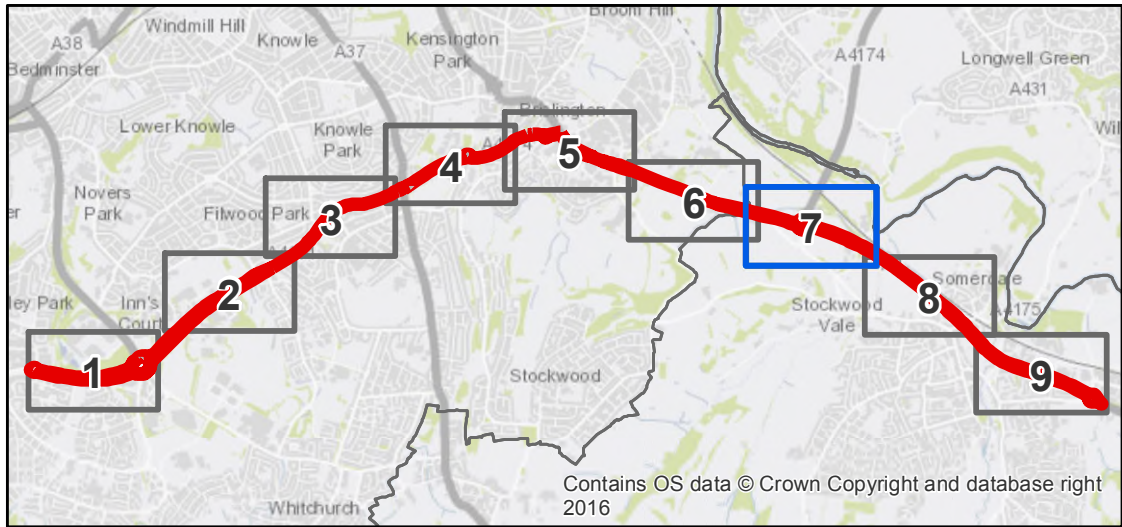 Broom Hill
Windmill Hill
A38
Knowle
Kensington
Park
A37
A4174
Longwell Green
Bedminster
A431
Brislington
Lower Knowle
Knowle
Park
4
5
Novers
Park
Filwood Park
3
6
7
2
Inn's
Court
ley Park
8
Somerdale
Stockwood
Vale
A4175
1
9
Stockwood
Contains OS data © Crown Copyright and database right
2016
Whitchurch